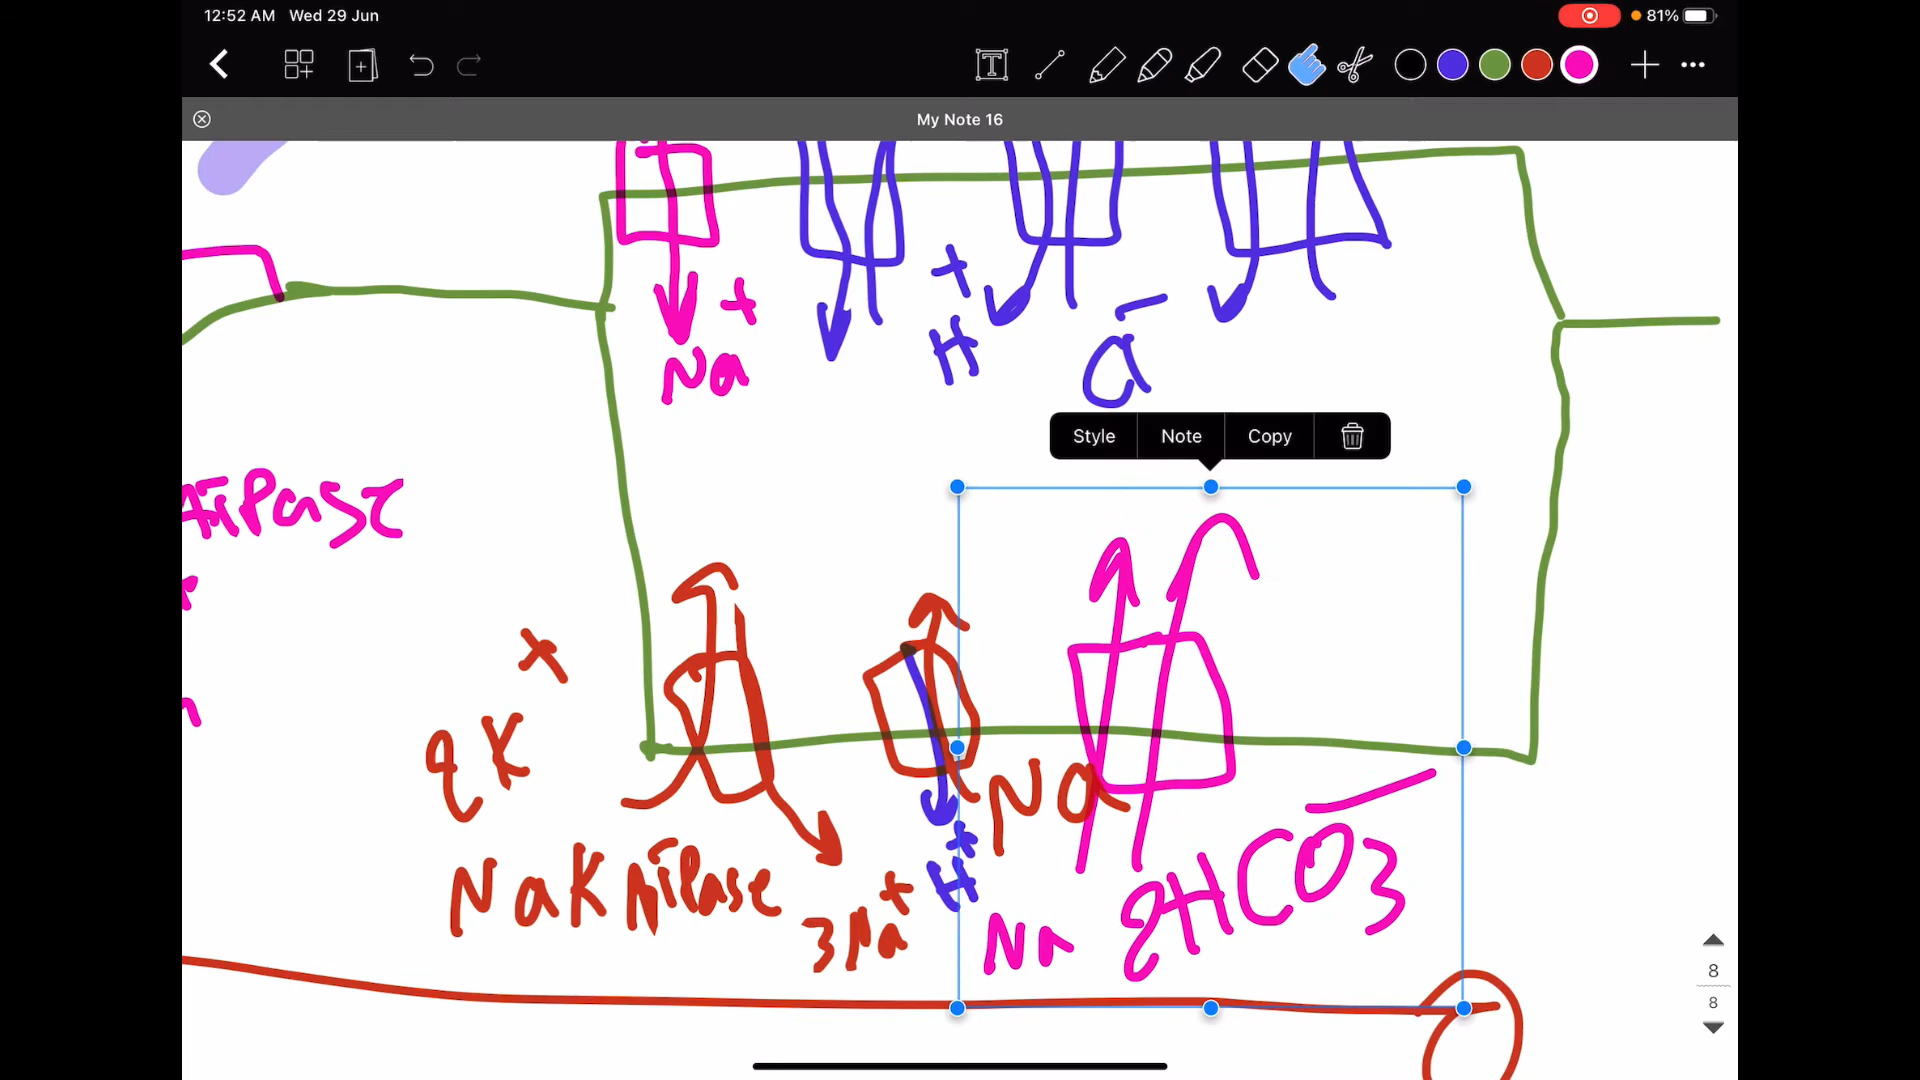 12:52 AM Wed 29 Jun
81%
T
My Note 16
Na +
H +
a -
Style Note Copy
ATPase
2K +
NaK ATPase
3Na +
H +
Na
Na 2HCO3 -
8
8